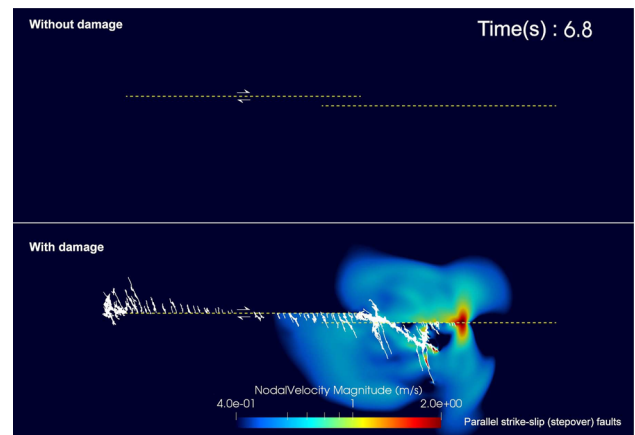 Without damage
Time(s) : 6.8
With damage
NodalVelocity Magnitude (m/s)
4.0e-01 1 2.0e+00
Parallel strike-slip (stepover) faults